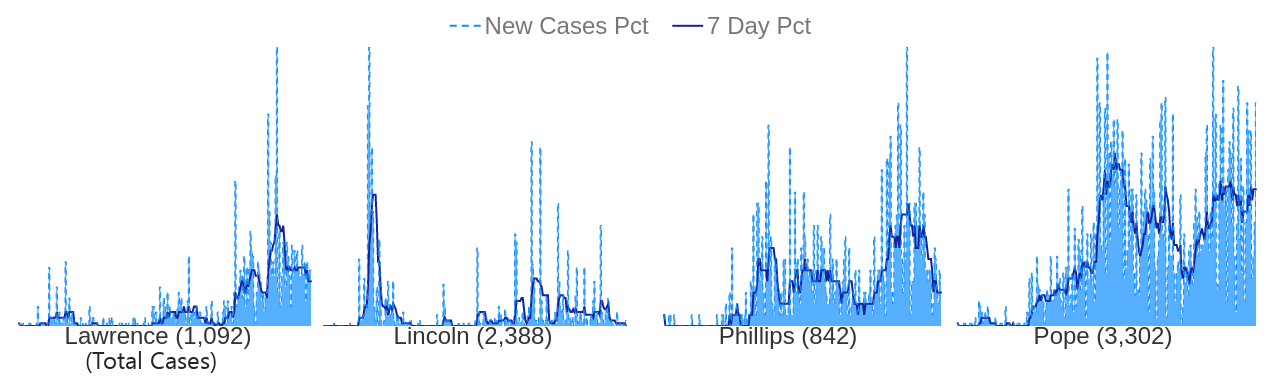 New Cases Pct 7 Day Pct
Lawrence (1,092) Lincoln (2,388) Phillips (842) Pope (3,302)
(Total Cases)